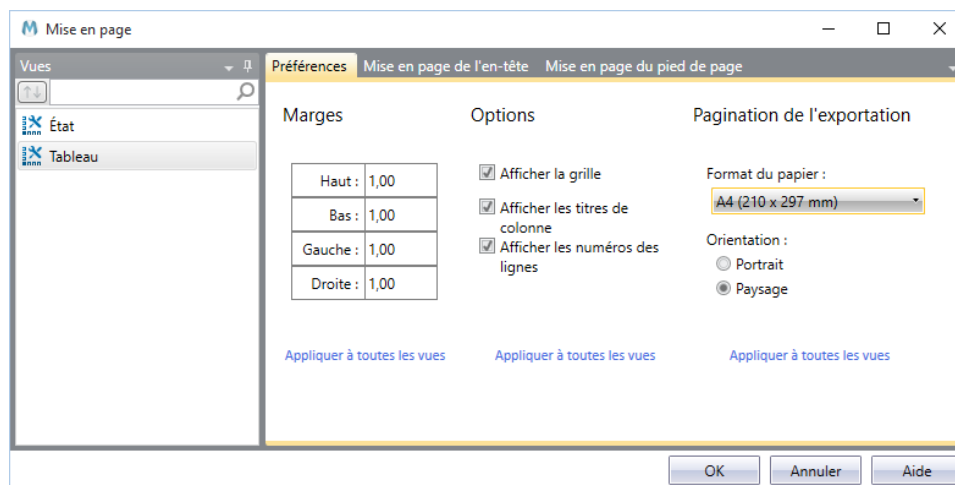 Mise en page
Vues
État
Tableau
Préférences Mise en page de l'en-tête Mise en page du pied de page
Marges
Haut : 1,00
Bas : 1,00
Gauche : 1,00
Droite : 1,00
Appliquer à toutes les vues
Options
Afficher la grille
Afficher les titres de
colonne
Afficher les numéros des
lignes
Appliquer à toutes les vues
Pagination de l'exportation
Format du papier :
A4 (210 x 297 mm)
Orientation :
Portrait
Paysage
Appliquer à toutes les vues
OK Annuler Aide